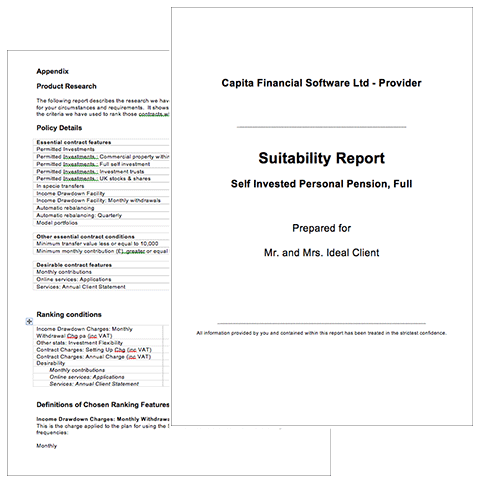 Capita Financial Software Ltd - Provider
Suitability Report
Self Invested Personal Pension, Full
Prepared for
Mr. and Mrs. Ideal Client
All information provided by you and contained within this report has been treated in the strictest confidence.
Appendix
Product Research
The following report describes the research we have
for your circumstances and requirements. It shows
the criteria we have used to rank those contracts
Policy Details
Essential contract features
Permitted Investments
Permitted Investments.: Commercial property within
Permitted Investments.: Full self investment
Permitted Investments.: Investment trusts
Permitted Investments.: UK stocks & shares
In specie transfers
Income Drawdown Facility
Income Drawdown Facility: Monthly withdrawals
Automatic rebalancing
Automatic rebalancing: Quarterly
Model portfolios
Other essential contract conditions
Minimum transfer value less or equal to 10,000
Minimum monthly contribution (£). greater or equal
Desirable contract features
Monthly contributions
Online services: Applications
Services: Annual Client Statement
Ranking conditions
Income Drawdown Charges: Monthly
Withdrawal Chg pa (inc VAT)
Other stats: Investment Flexibility
Contract Charges: Setting Up Chg (inc VAT)
Contract Charges: Annual Charge (inc VAT)
Desirability
Monthly contributions
Online services: Applications
Services: Annual Client Statement
Definitions of Chosen Ranking Features
Income Drawdown Charges: Monthly Withdrawa
This is the charge applied to the plan for using the
frequencies:
Monthly